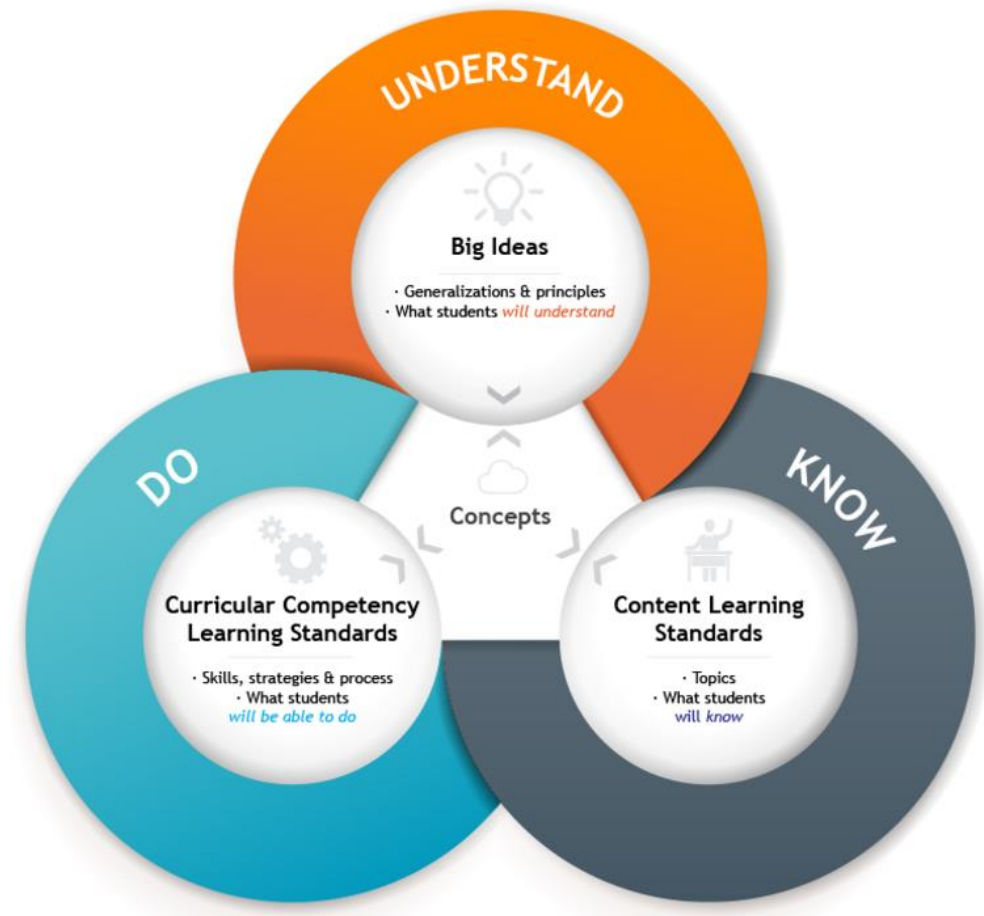 UNDERSTAND
Big Ideas
· Generalizations & principles
· What students will understand
DO
KNOW
Concepts
Curricular Competency
Learning Standards
· Skills, strategies & process
· What students
will be able to do
Content Learning
Standards
· Topics
· What students
will know